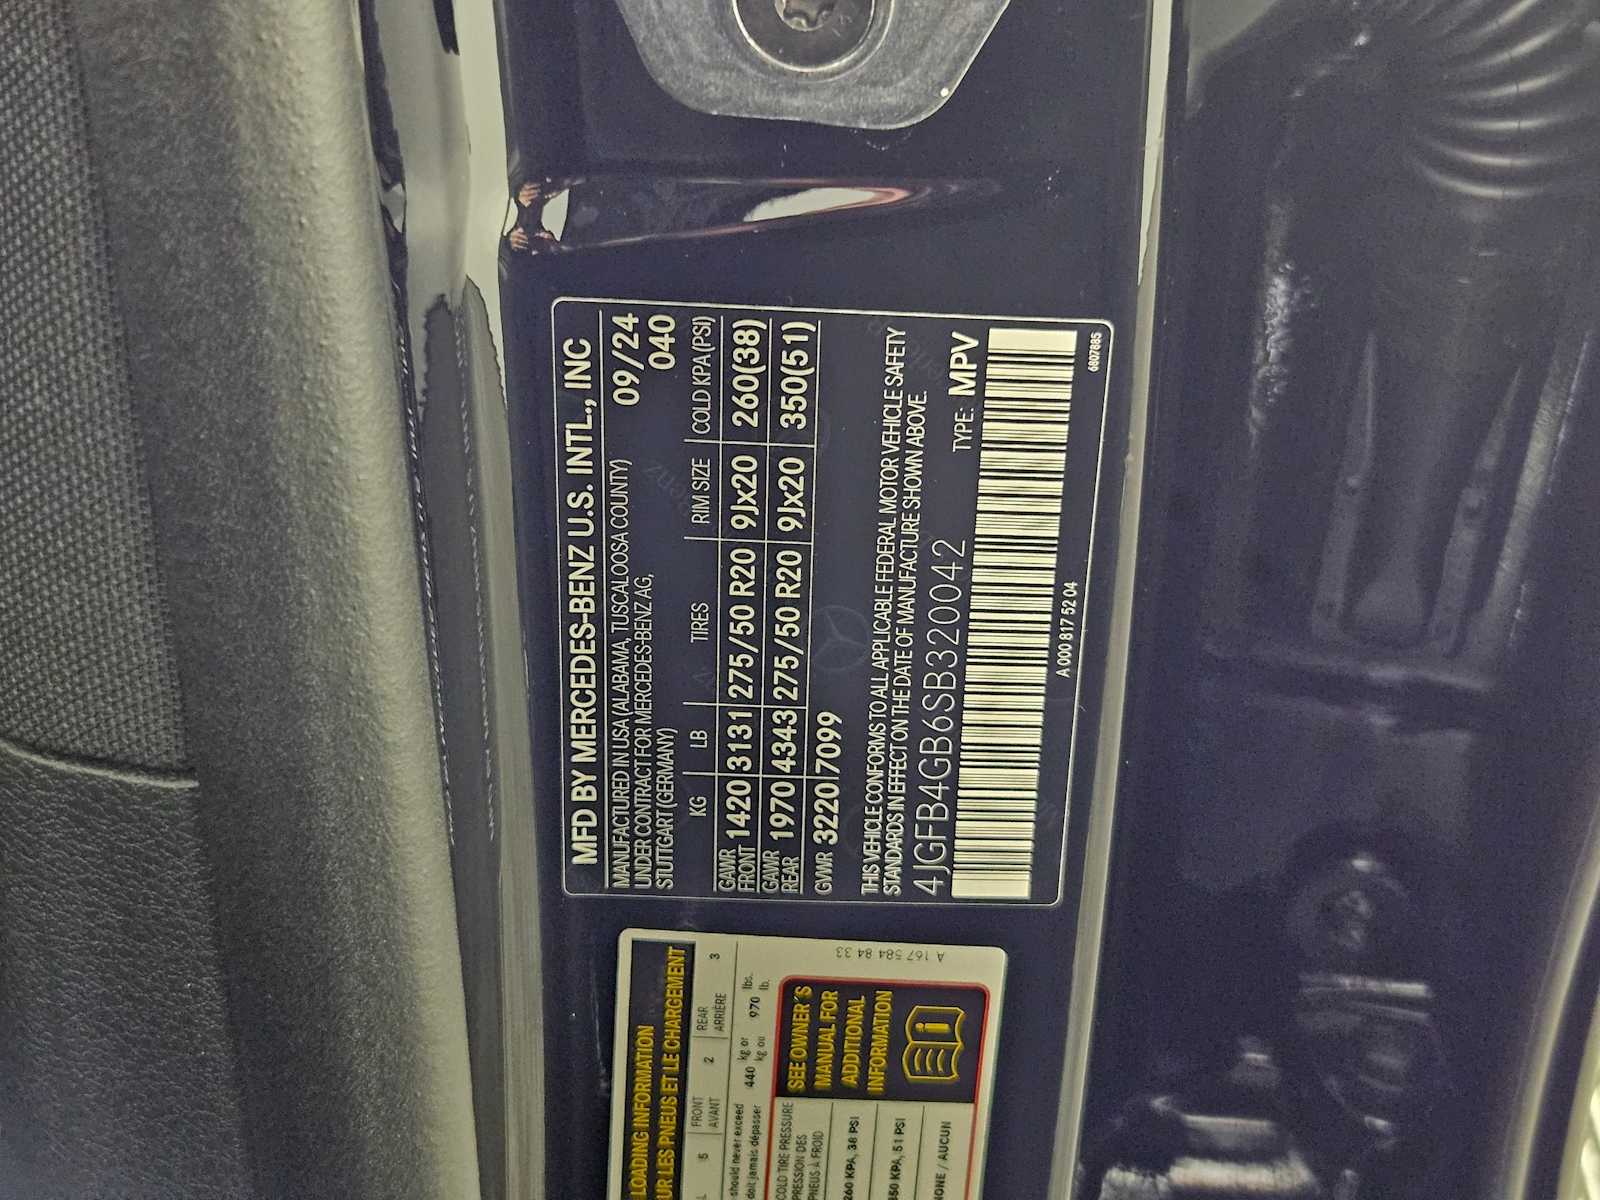 MFD BY MERCEDES-BENZ U.S. INTL., INC
MANUFACTURED IN USA (ALABAMA, TUSCALOOSA COUNTY) 09/24
UNDER CONTRACT FOR MERCEDES-BENZ AG, 040
STUTTGART (GERMANY)
KG LB TIRES RIM SIZE COLD KPA (PSI)
GAWR FRONT 1420 3131 275/50 R20 9Jx20 260(38)
GAWR REAR 1970 4343 275/50 R20 9Jx20 350(51)
GVWR 3220 7099
THIS VEHICLE CONFORMS TO ALL APPLICABLE FEDERAL MOTOR VEHICLE SAFETY
STANDARDS IN EFFECT ON THE DATE OF MANUFACTURE SHOWN ABOVE.
4JGFB4GB6SB320042 TYPE: MPV
A 000 817 52 04 6807885
LOADING INFORMATION
LES PNEUS ET LE CHARGEMENT
5 FRONT 2 REAR 3
AVANT ARRIÈRE
should never exceed 440 kg or 970 lbs.
doit jamais dépasser kg ou lb.
COLD TIRE PRESSURE
PRESSION DES
PNEUS À FROID
260 KPA, 38 PSI
350 KPA, 51 PSI
NONE / AUCUN
SEE OWNER'S
MANUAL FOR
ADDITIONAL
INFORMATION
A 167 584 84 33